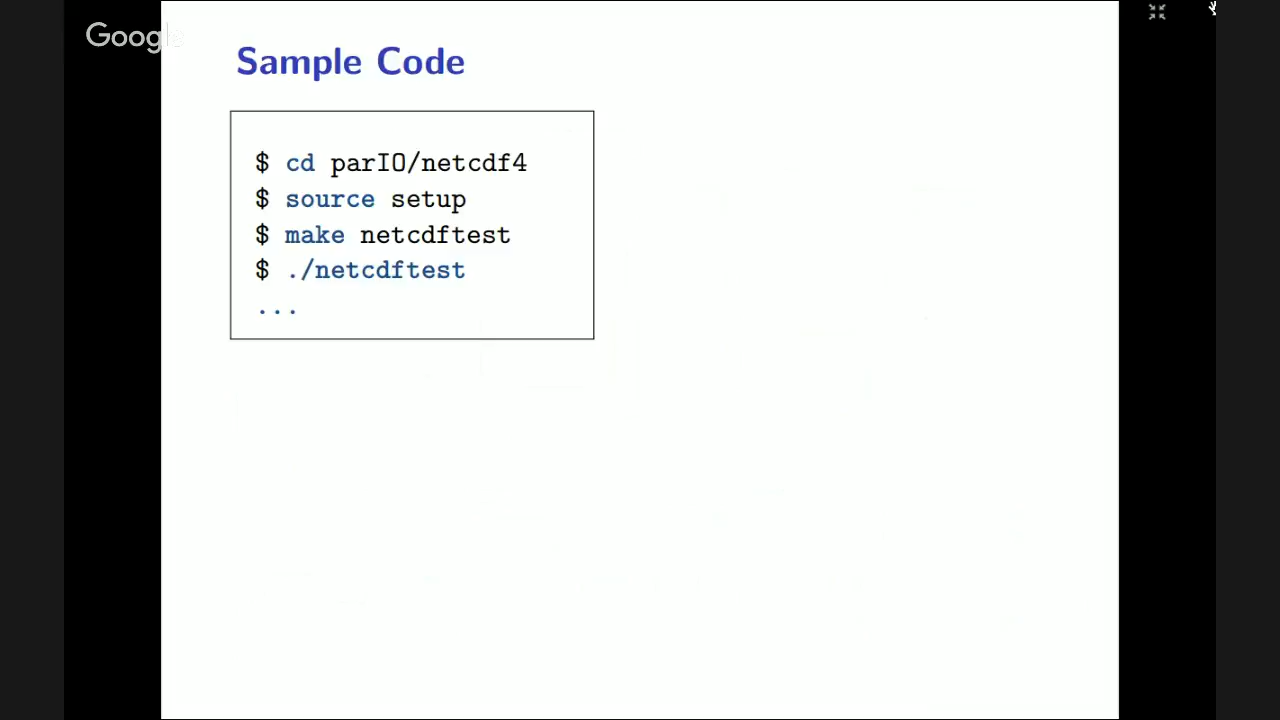 Google
Sample Code
$ cd parIO/netcdf4
$ source setup
$ make netcdftest
$ ./netcdftest
...